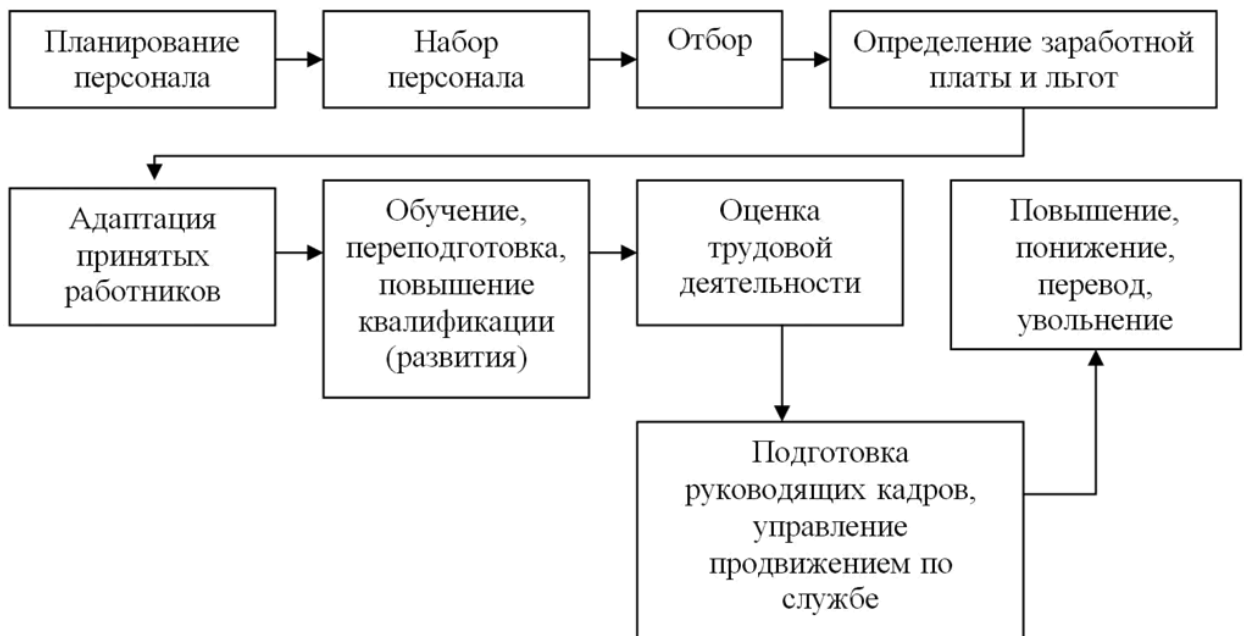 Планирование
персонала
Набор
персонала
Отбор
Определение заработной
платы и льгот
Адаптация
принятых
работников
Обучение,
переподготовка,
повышение
квалификации
(развития)
Оценка
трудовой
деятельности
Повышение,
понижение,
перевод,
увольнение
Подготовка
руководящих кадров,
управление
продвижением по
службе